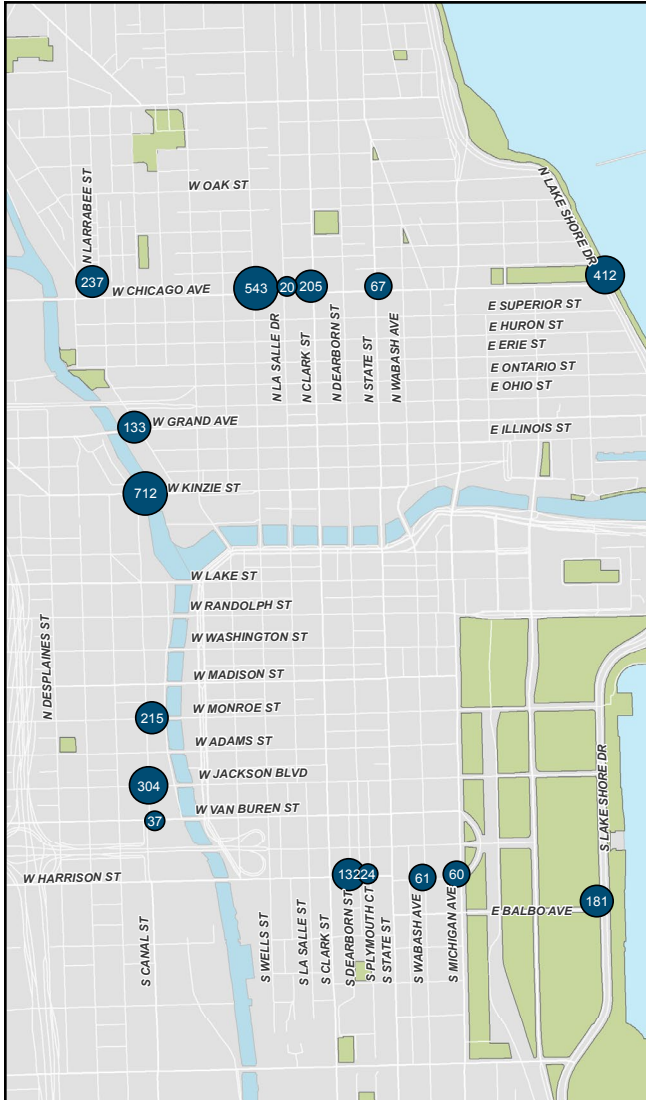 N LARRABEE ST
W OAK ST
N LAKE SHORE DR
237
W CHICAGO AVE
543
20
205
67
412
E SUPERIOR ST
E HURON ST
E ERIE ST
E ONTARIO ST
E OHIO ST
N LA SALLE DR
N CLARK ST
N DEARBORN ST
N STATE ST
N WABASH AVE
133
W GRAND AVE
E ILLINOIS ST
712
W KINZIE ST
W LAKE ST
W RANDOLPH ST
W WASHINGTON ST
N DESPLAINES ST
W MADISON ST
215
W MONROE ST
W ADAMS ST
S LAKE SHORE DR
W JACKSON BLVD
304
W VAN BUREN ST
37
W HARRISON ST
132
24
61
60
181
E BALBO AVE
S CANAL ST
S WELLS ST
S LA SALLE ST
S CLARK ST
S DEARBORN ST
S PLYMOUTH CT
S STATE ST
S WABASH AVE
S MICHIGAN AVE